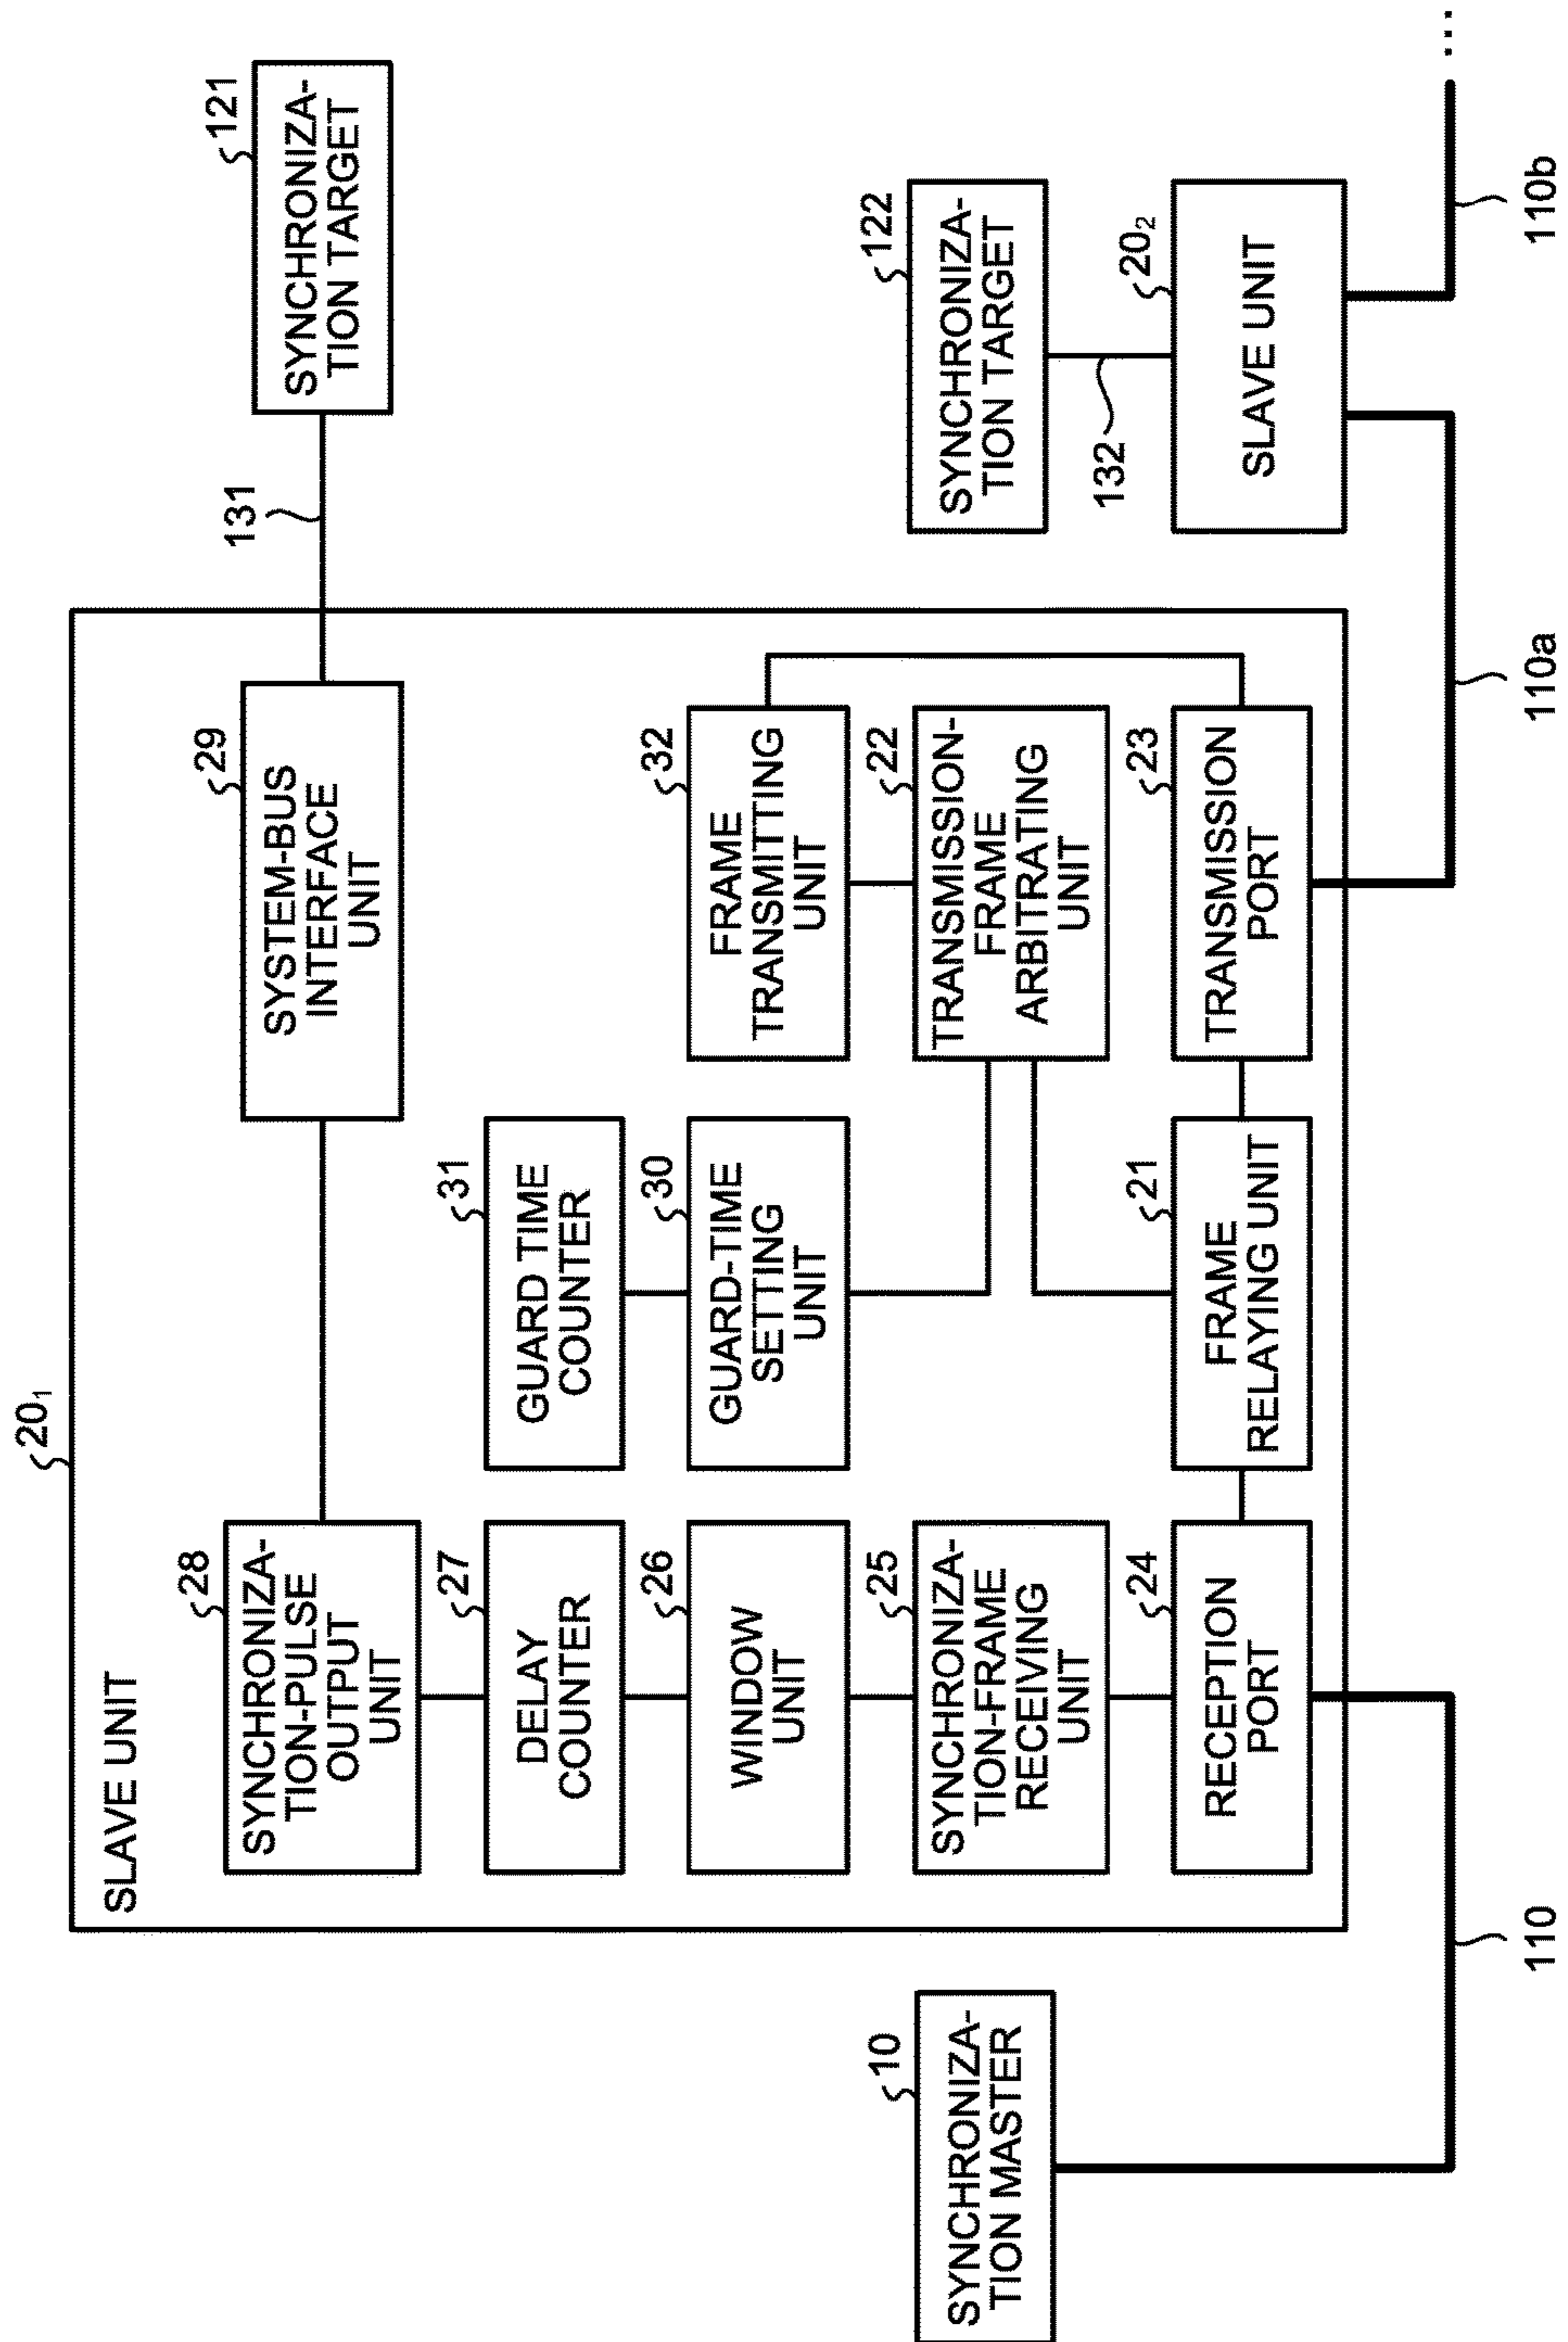 20₁
SLAVE UNIT
28
SYNCHRONIZA-
TION-PULSE
OUTPUT
UNIT
29
SYSTEM-BUS
INTERFACE
UNIT
131
121
SYNCHRONIZA-
TION TARGET
27
DELAY
COUNTER
31
GUARD TIME
COUNTER
26
WINDOW
UNIT
30
GUARD-TIME
SETTING
UNIT
32
FRAME
TRANSMITTING
UNIT
10
SYNCHRONIZA-
TION MASTER
25
SYNCHRONIZA-
TION-FRAME
RECEIVING
UNIT
22
TRANSMISSION-
FRAME
ARBITRATING
UNIT
122
SYNCHRONIZA-
TION TARGET
132
24
RECEPTION
PORT
21
FRAME
RELAYING UNIT
23
TRANSMISSION
PORT
20₂
SLAVE UNIT
...
110
110a
110b